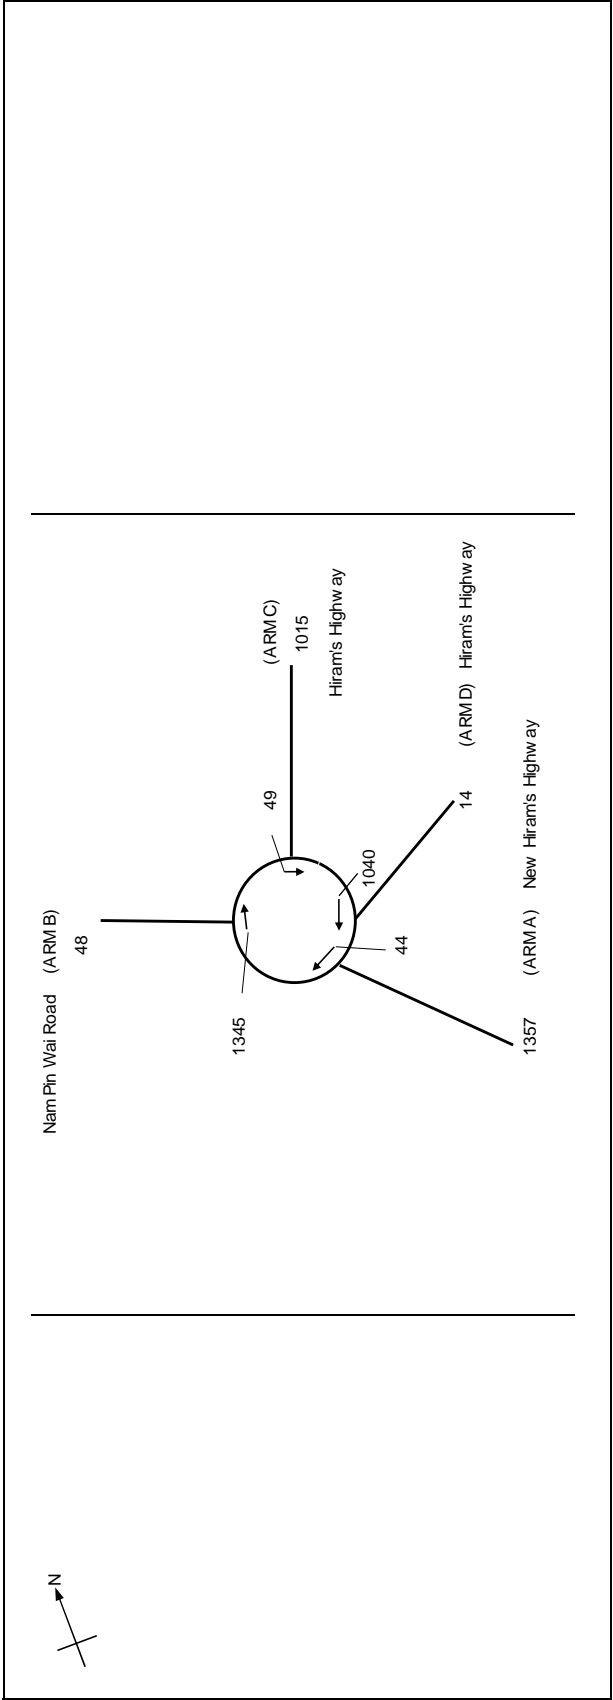 N
Nam Pin Wai Road (ARM B)
48
1345
49
(ARM C)
1015
Hiram's Highway
1040
44
14
(ARM D) Hiram's Highway
1357
(ARM A) New Hiram's Highway